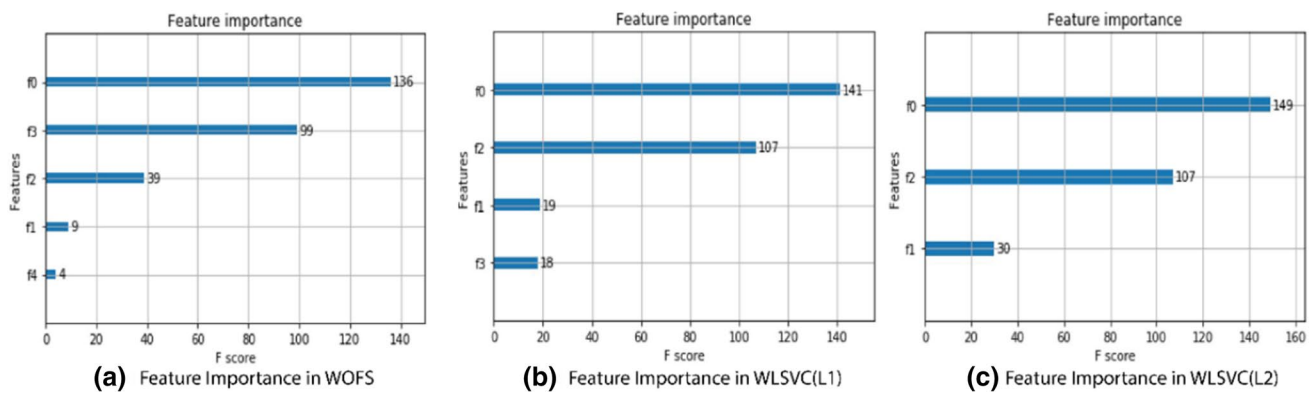 Feature importance
Features
f0
136
f3
99
f2
39
f1
9
f4
4
0 20 40 60 80 100 120 140
F score
(a) Feature Importance in WOFS
Feature importance
Features
f0
141
f2
107
f1
19
f3
18
0 20 40 60 80 100 120 140
F score
(b) Feature Importance in WLSVC(L1)
Feature importance
Features
f0
149
f2
107
f1
30
0 20 40 60 80 100 120 140 160
F score
(c) Feature Importance in WLSVC(L2)